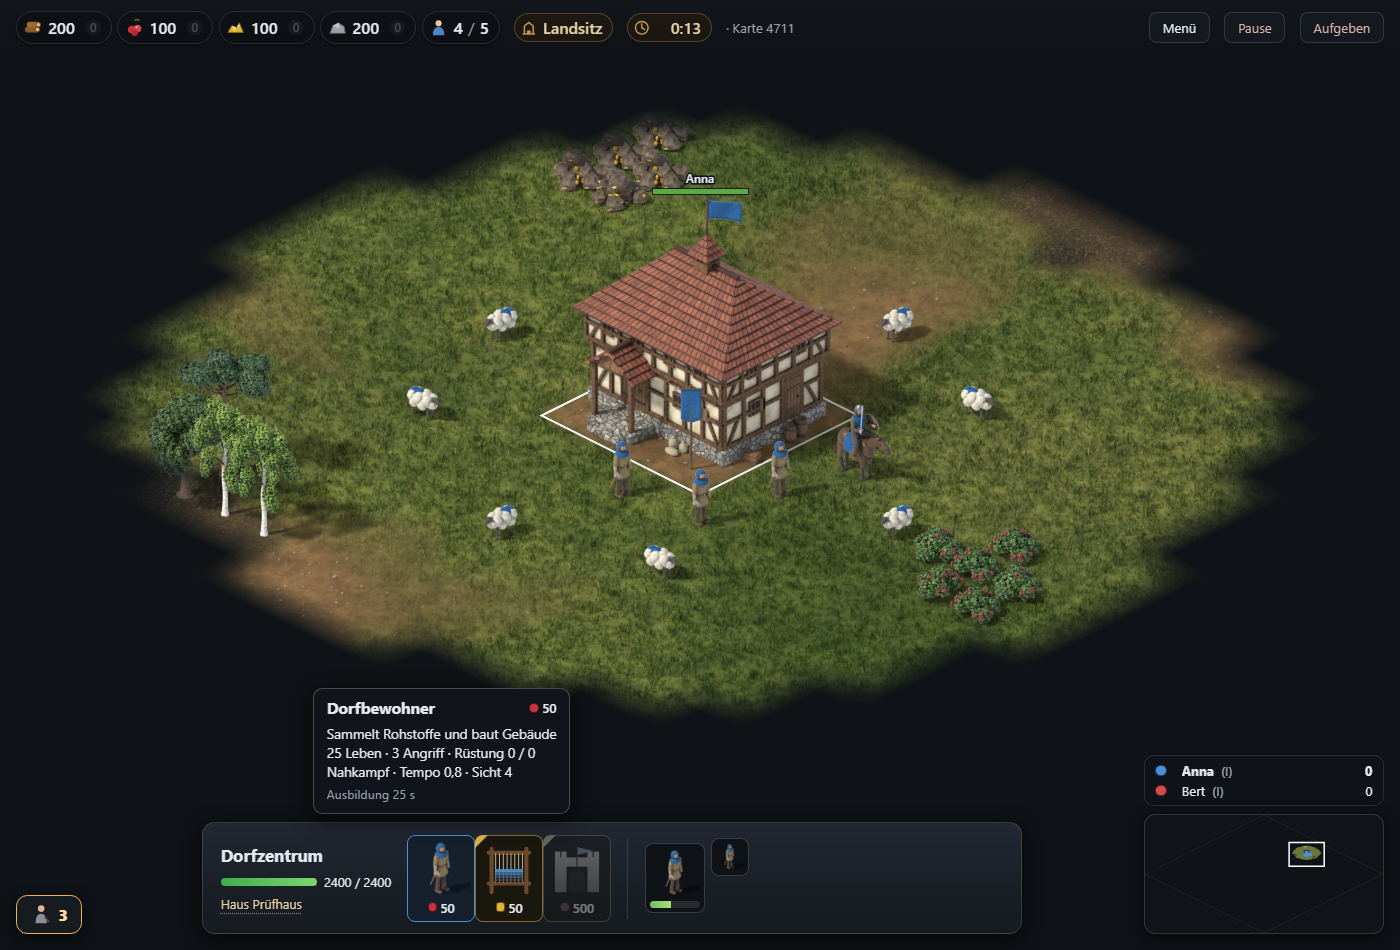 200 0 100 0 100 0 200 0 4 / 5 Landsitz 0:13 · Karte 4711 Menü Pause Aufgeben
Anna
Dorfbewohner 50
Sammelt Rohstoffe und baut Gebäude
25 Leben · 3 Angriff · Rüstung 0 / 0
Nahkampf · Tempo 0,8 · Sicht 4
Ausbildung 25 s
Anna (I) 0
Bert (I) 0
Dorfzentrum
2400 / 2400
Haus Prüfhaus
50 50 500
3